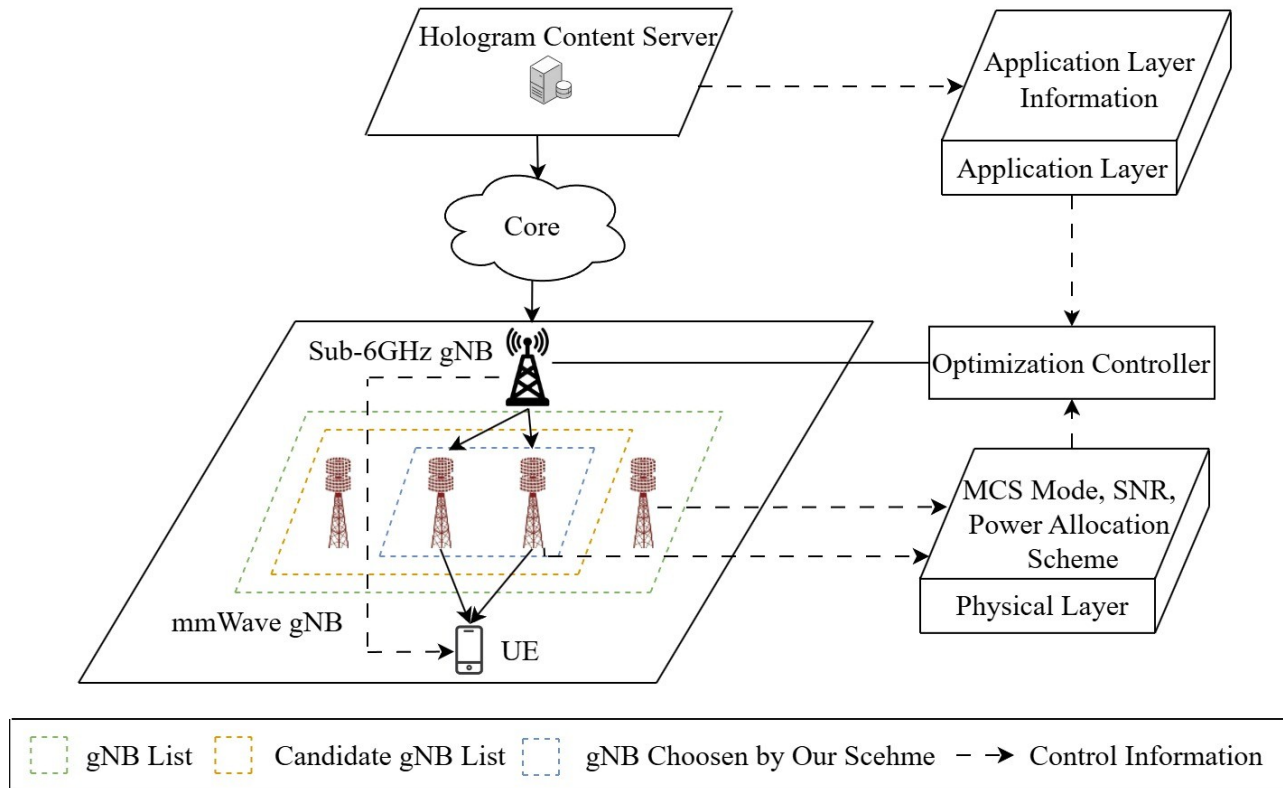 Hologram Content Server
Application Layer
Information
Application Layer
Core
Sub-6GHz gNB
Optimization Controller
MCS Mode, SNR,
Power Allocation
Scheme
Physical Layer
mmWave gNB
UE
gNB List
Candidate gNB List
gNB Choosen by Our Scehme
Control Information